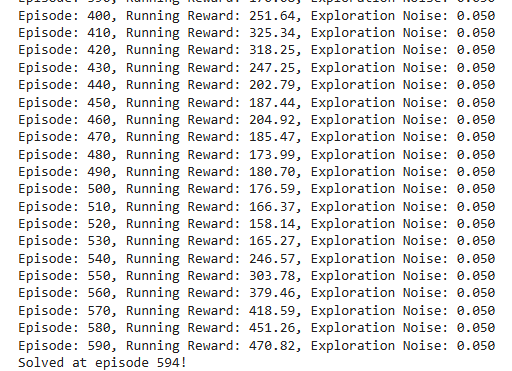 Episode: 400, Running Reward: 251.64, Exploration Noise: 0.050
Episode: 410, Running Reward: 325.34, Exploration Noise: 0.050
Episode: 420, Running Reward: 318.25, Exploration Noise: 0.050
Episode: 430, Running Reward: 247.25, Exploration Noise: 0.050
Episode: 440, Running Reward: 202.79, Exploration Noise: 0.050
Episode: 450, Running Reward: 187.44, Exploration Noise: 0.050
Episode: 460, Running Reward: 204.92, Exploration Noise: 0.050
Episode: 470, Running Reward: 185.47, Exploration Noise: 0.050
Episode: 480, Running Reward: 173.99, Exploration Noise: 0.050
Episode: 490, Running Reward: 180.70, Exploration Noise: 0.050
Episode: 500, Running Reward: 176.59, Exploration Noise: 0.050
Episode: 510, Running Reward: 166.37, Exploration Noise: 0.050
Episode: 520, Running Reward: 158.14, Exploration Noise: 0.050
Episode: 530, Running Reward: 165.27, Exploration Noise: 0.050
Episode: 540, Running Reward: 246.57, Exploration Noise: 0.050
Episode: 550, Running Reward: 303.78, Exploration Noise: 0.050
Episode: 560, Running Reward: 379.46, Exploration Noise: 0.050
Episode: 570, Running Reward: 418.59, Exploration Noise: 0.050
Episode: 580, Running Reward: 451.26, Exploration Noise: 0.050
Episode: 590, Running Reward: 470.82, Exploration Noise: 0.050
Solved at episode 594!